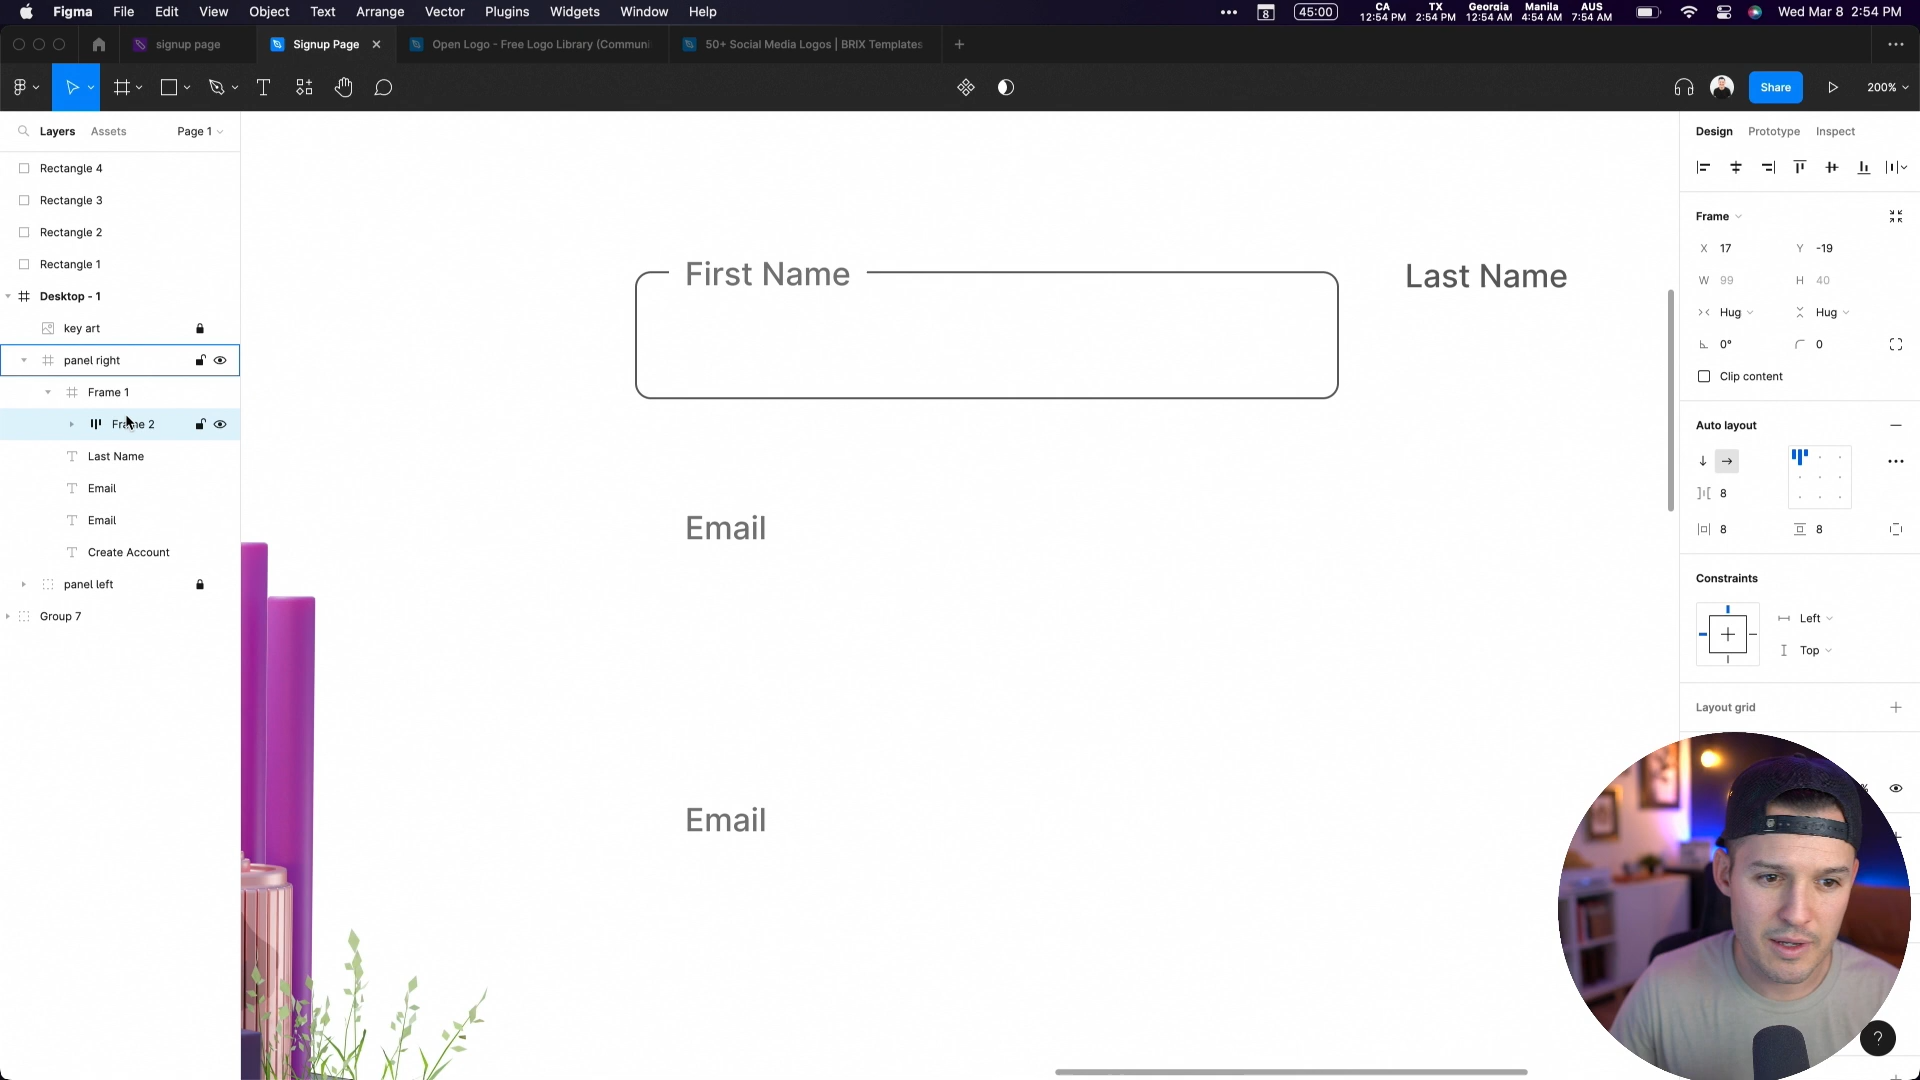 Figma File Edit View Object Text Arrange Vector Plugins Widgets Window Help
8 45:00
CA TX Georgia Manila AUS
12:54 PM 2:54 PM 12:54 AM 4:54 AM 7:54 AM
Wed Mar 8 2:54 PM
signup page Signup Page Open Logo - Free Logo Library (Commun 50+ Social Media Logos | BRIX Templates
Share 200%
Layers Assets Page 1
Rectangle 4
Rectangle 3
Rectangle 2
Rectangle 1
Desktop - 1
key art
panel right
Frame 1
Frame 2
Last Name
Email
Email
Create Account
panel left
Group 7
First Name
Last Name
Email
Email
Design Prototype Inspect
Frame
X 17 Y -19
W 99 H 40
Hug Hug
0° 0
Clip content
Auto layout
8
8 8
Constraints
Left
Top
Layout grid
%
?